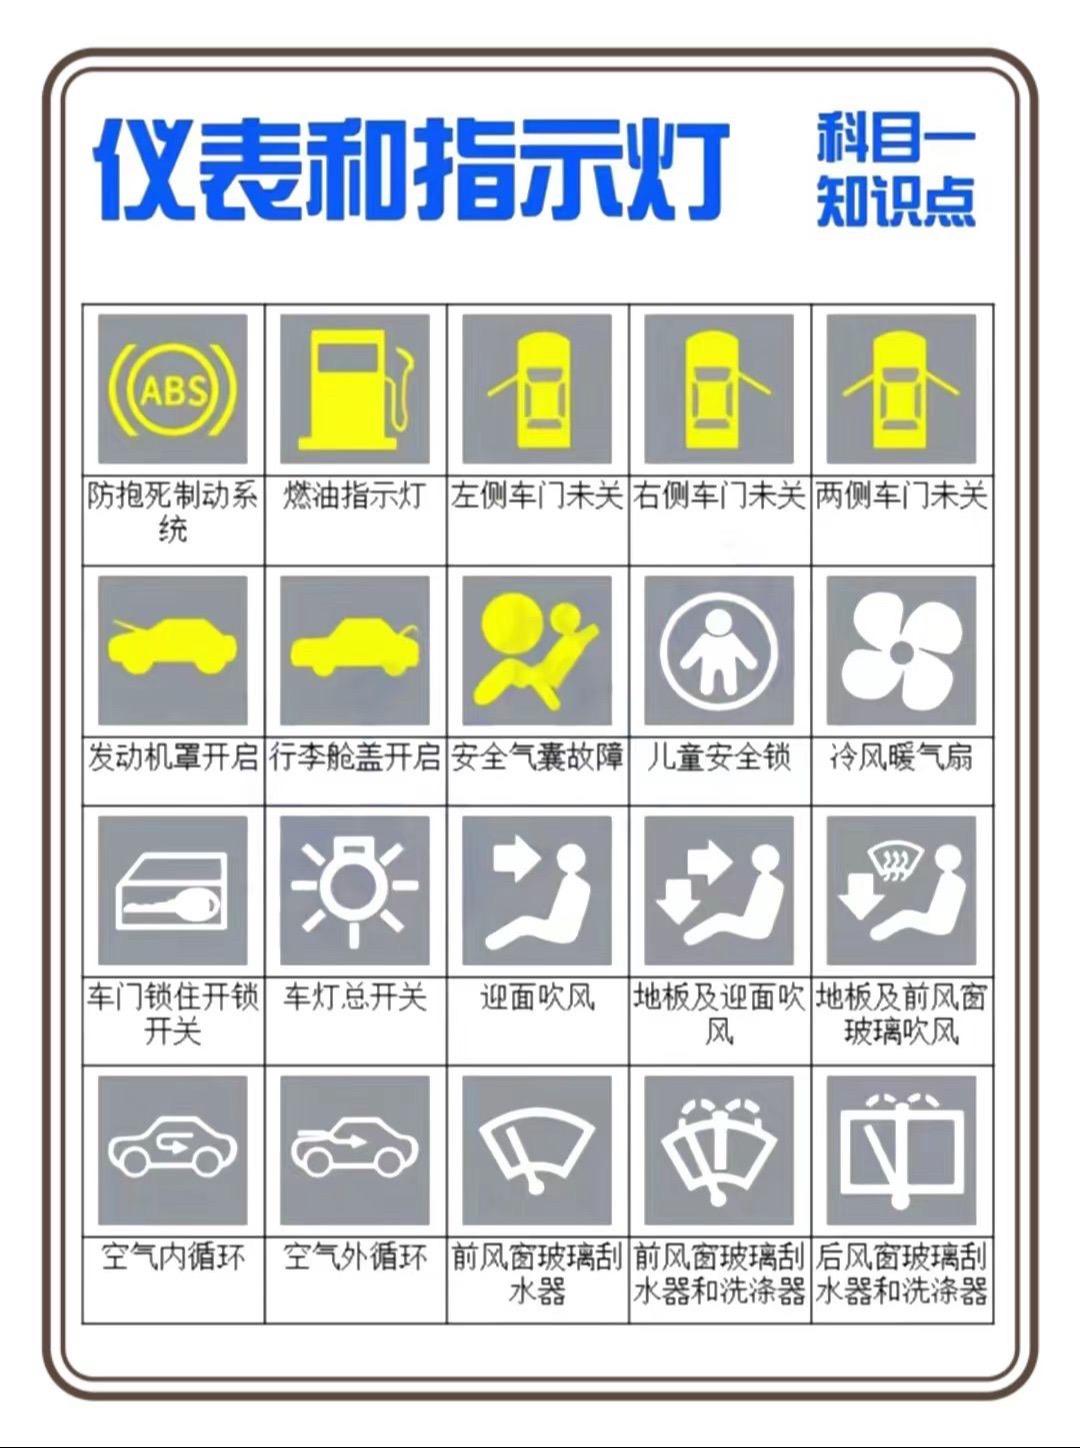 仪表和指示灯
科目一
知识点
ABS
防抱死制动系
统
燃油指示灯
左侧车门未关
右侧车门未关
两侧车门未关
发动机罩开启
行李舱盖开启
安全气囊故障
儿童安全锁
冷风暖气扇
车门锁住开锁
开关
车灯总开关
迎面吹风
地板及迎面吹
风
地板及前风窗
玻璃吹风
空气内循环
空气外循环
前风窗玻璃刮
水器
前风窗玻璃刮
水器和洗涤器
后风窗玻璃刮
水器和洗涤器